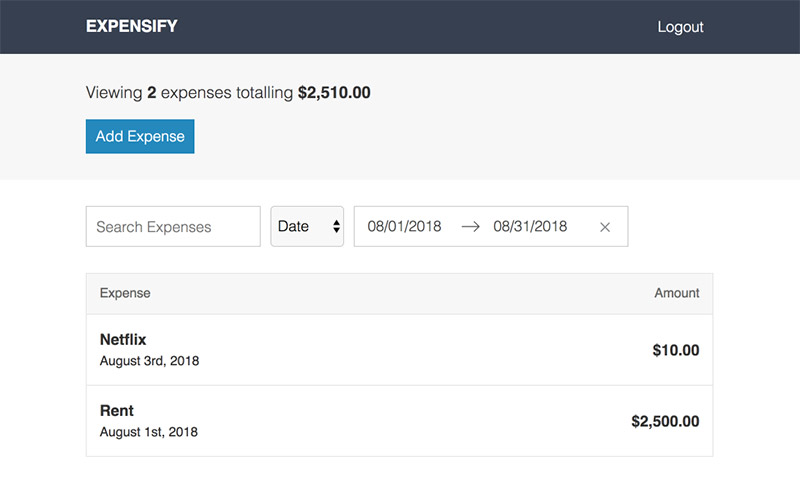 EXPENSIFY Logout
Viewing 2 expenses totalling $2,510.00
Add Expense
Search Expenses Date 08/01/2018 → 08/31/2018 ×
Expense Amount
Netflix
August 3rd, 2018 $10.00
Rent
August 1st, 2018 $2,500.00